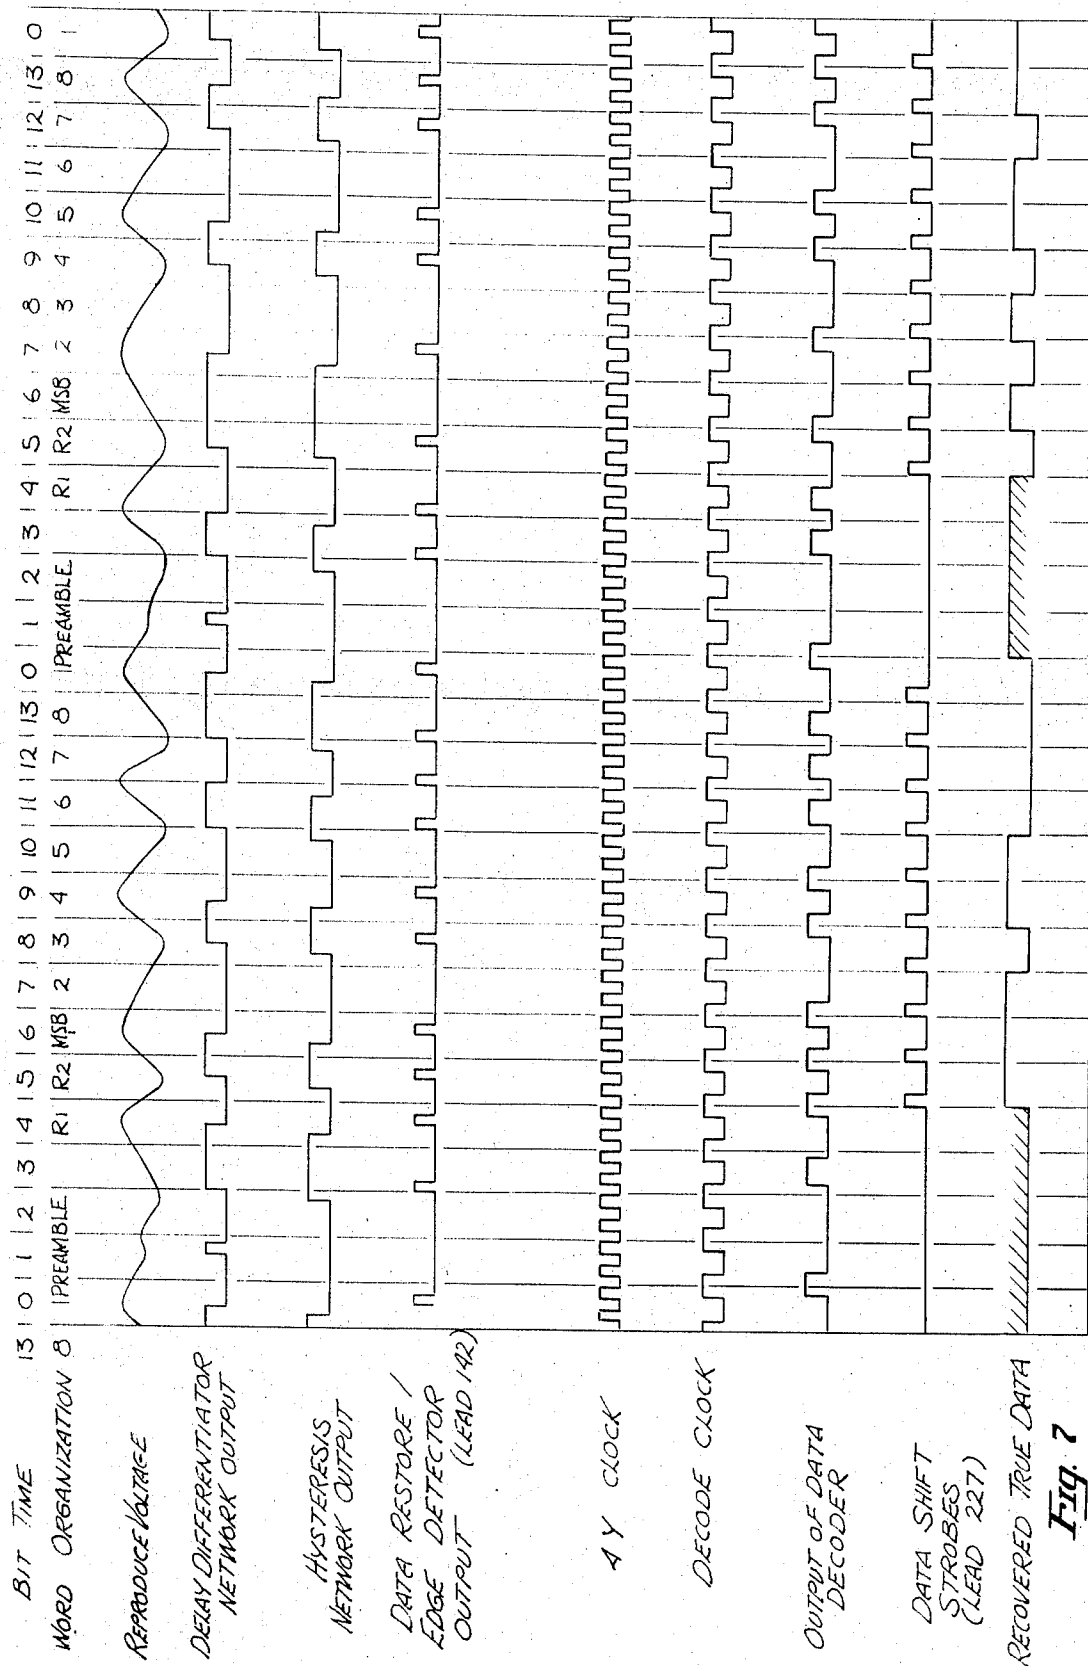 BIT TIME 13 | 0 | 1 | 2 | 3 | 4 | 5 | 6 | 7 | 8 | 9 | 10 | 11 | 12 | 13 | 0 | 1 | 2 | 3 | 4 | 5 | 6 | 7 | 8 | 9 | 10 | 11 | 12 | 13 | 0
WORD ORGANIZATION 8 | PREAMBLE | R1 | R2 | MSB | 2 | 3 | 4 | 5 | 6 | 7 | 8 | PREAMBLE | R1 | R2 | MSB | 2 | 3 | 4 | 5 | 6 | 7 | 8 | 1
REPRODUCE VOLTAGE
DELAY DIFFERENTIATOR
NETWORK OUTPUT
HYSTERESIS
NETWORK OUTPUT
DATA RESTORE /
EDGE DETECTOR
OUTPUT (LEAD 142)
4Y CLOCK
DECODE CLOCK
OUTPUT OF DATA
DECODER
DATA SHIFT
STROBES
(LEAD 227)
RECOVERED TRUE DATA
Fig. 7